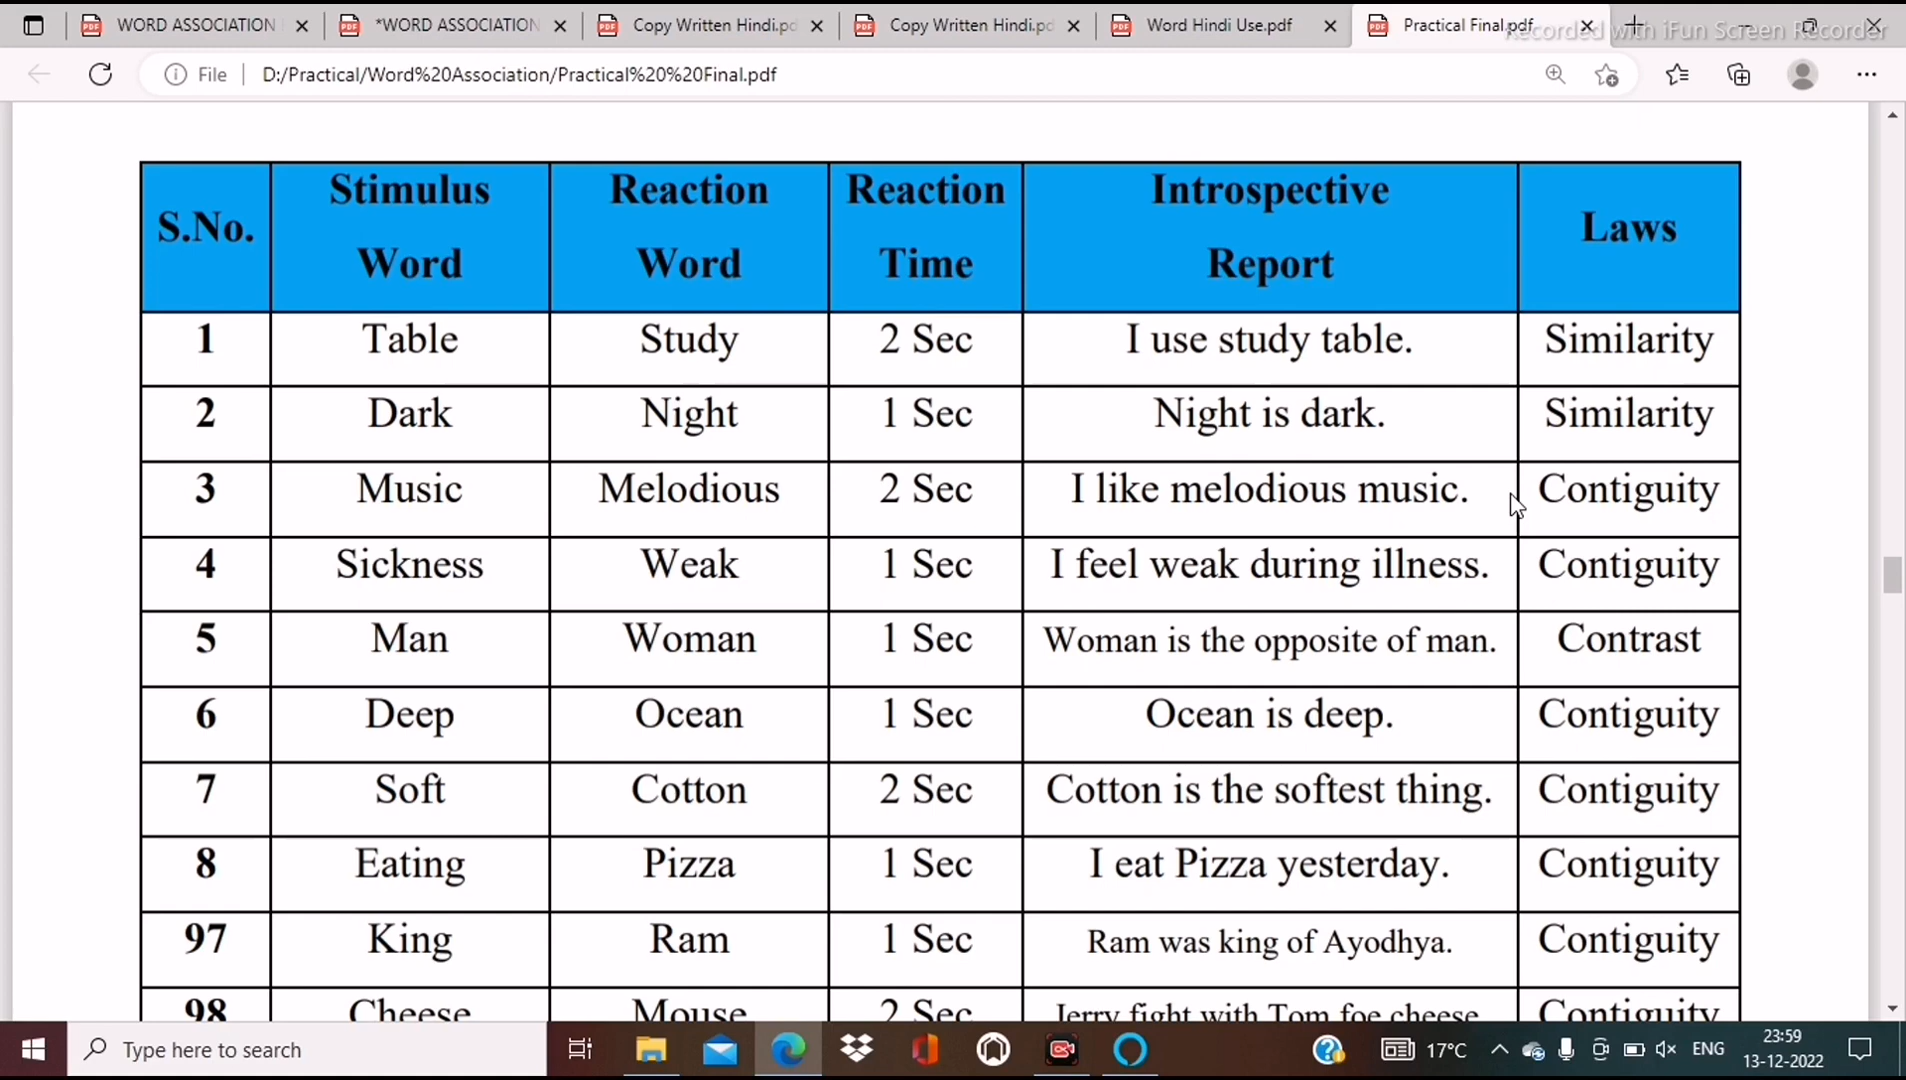 WORD ASSOCIATION
*WORD ASSOCIATION
Copy Written Hindi.pd
Copy Written Hindi.pd
Word Hindi Use.pdf
Practical Final.pdf
Recorded with iFun Screen Recorder
File D:/Practical/Word%20Association/Practical%20%20Final.pdf
S.No. Stimulus Word Reaction Word Reaction Time Introspective Report Laws
1 Table Study 2 Sec I use study table. Similarity
2 Dark Night 1 Sec Night is dark. Similarity
3 Music Melodious 2 Sec I like melodious music. Contiguity
4 Sickness Weak 1 Sec I feel weak during illness. Contiguity
5 Man Woman 1 Sec Woman is the opposite of man. Contrast
6 Deep Ocean 1 Sec Ocean is deep. Contiguity
7 Soft Cotton 2 Sec Cotton is the softest thing. Contiguity
8 Eating Pizza 1 Sec I eat Pizza yesterday. Contiguity
97 King Ram 1 Sec Ram was king of Ayodhya. Contiguity
98 Cheese Mouse 2 Sec Jerry fight with Tom foe cheese Contiguity
Type here to search
17°C
ENG
23:59
13-12-2022